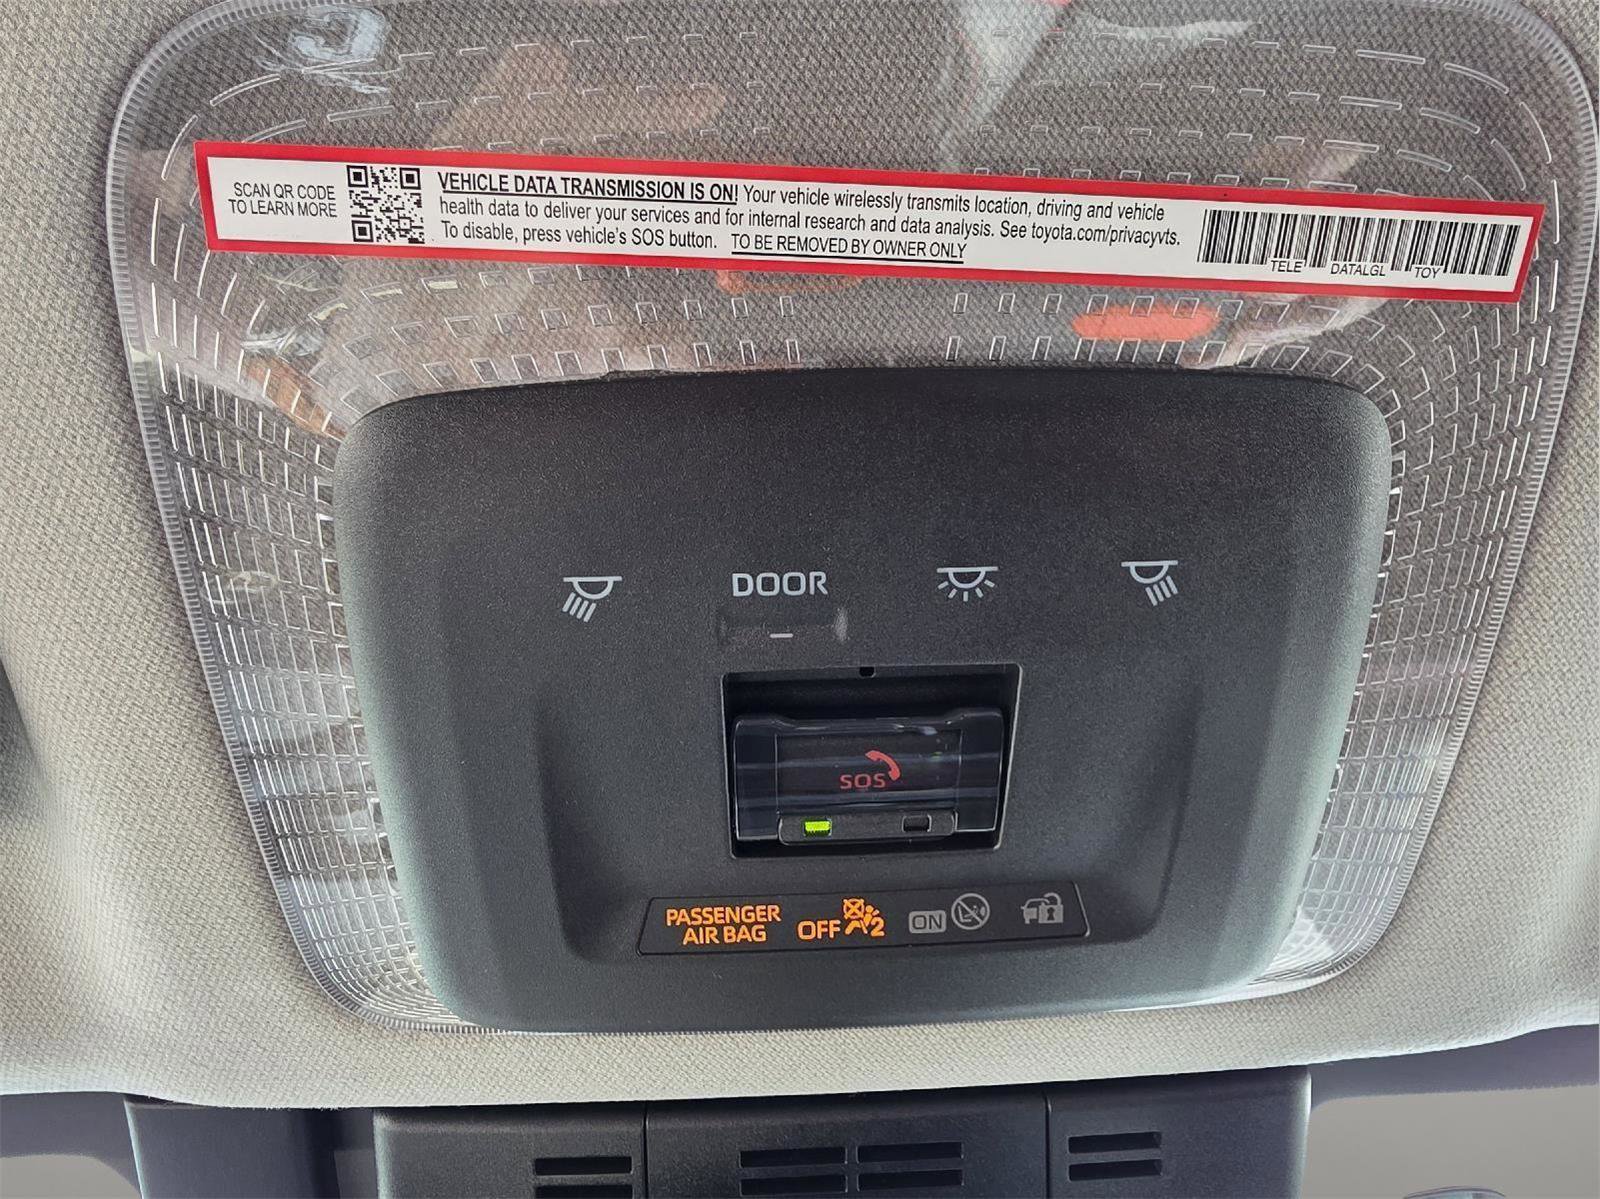 SCAN QR CODE
TO LEARN MORE
VEHICLE DATA TRANSMISSION IS ON! Your vehicle wirelessly transmits location, driving and vehicle
health data to deliver your services and for internal research and data analysis. See toyota.com/privacyvts.
To disable, press vehicle's SOS button. TO BE REMOVED BY OWNER ONLY
TELE DATALGL TOY
DOOR
SOS
PASSENGER
AIR BAG
OFF 2
ON